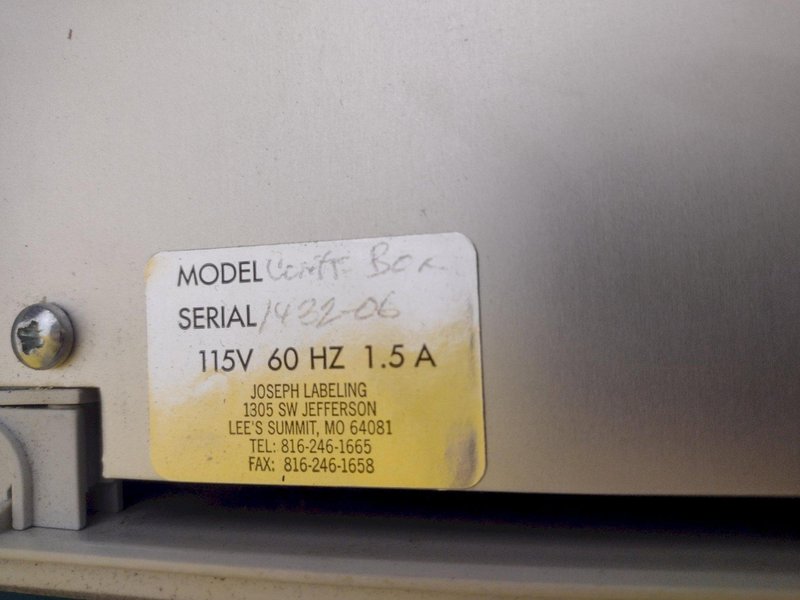 MODEL Box
SERIAL 1432-06
115V 60 HZ 1.5 A
JOSEPH LABELING
1305 SW JEFFERSON
LEE'S SUMMIT, MO 64081
TEL: 816-246-1665
FAX: 816-246-1658